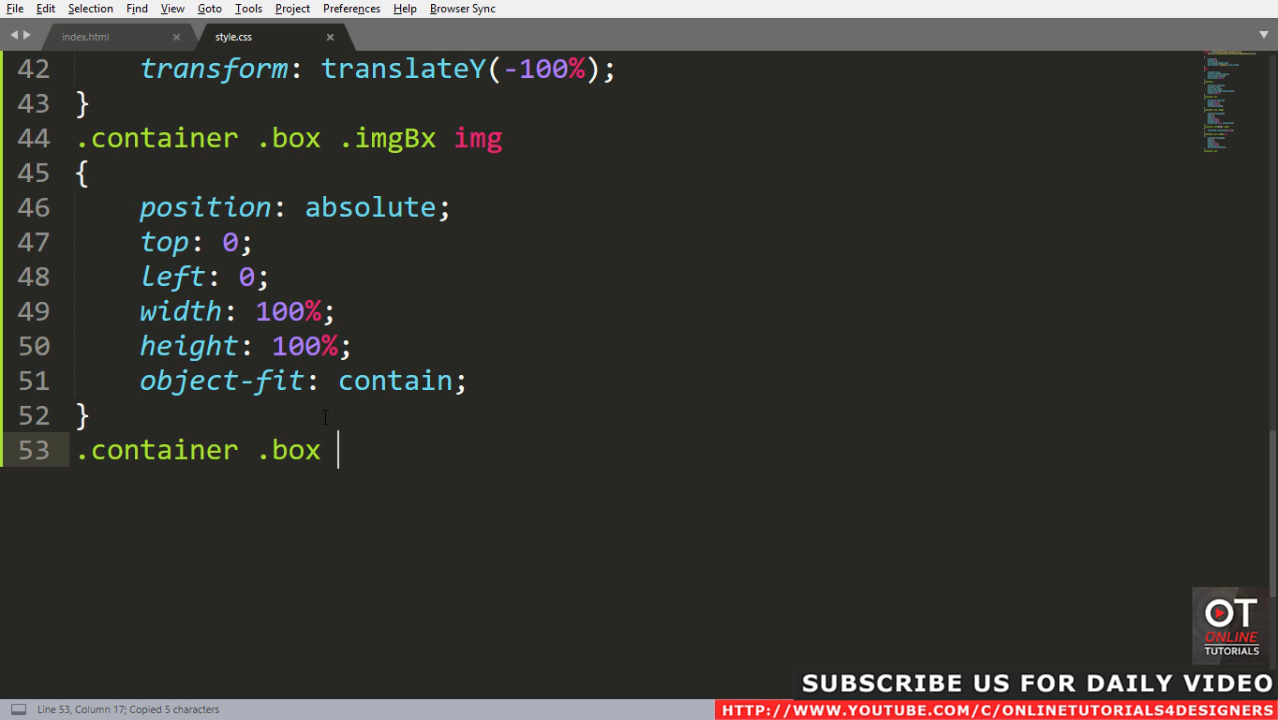 File Edit Selection Find View Goto Tools Project Preferences Help Browser Sync
index.html × style.css ×
42 transform: translateY(-100%);
43 }
44 .container .box .imgBx img
45 {
46 position: absolute;
47 top: 0;
48 left: 0;
49 width: 100%;
50 height: 100%;
51 object-fit: contain;
52 }
53 .container .box
OT
ONLINE
TUTORIALS
SUBSCRIBE US FOR DAILY VIDEO
Line 53, Column 17; Copied 5 characters
HTTP://WWW.YOUTUBE.COM/C/ONLINETUTORIALS4DESIGNERS